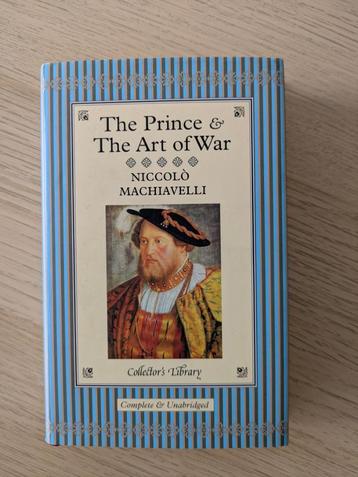 The Prince &
The Art of War
NICCOLÒ
MACHIAVELLI
Collector's Library
Complete & Unabridged